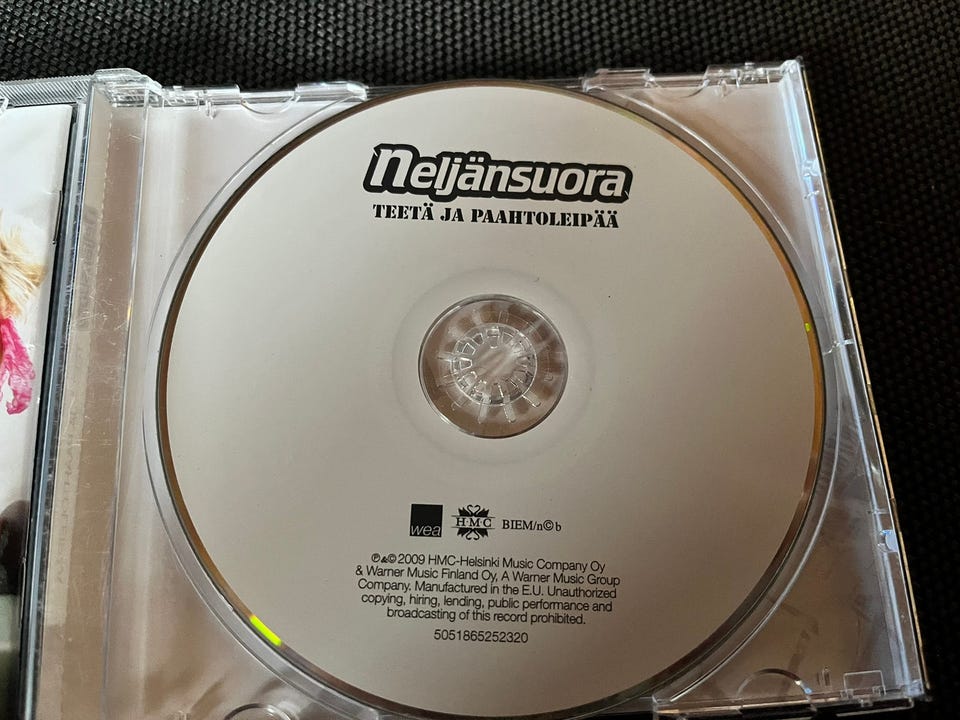 Neljänsuora
TEETÄ JA PAAHTOLEIPÄÄ
wea H·M·C BIEM/n©b
℗&© 2009 HMC-Helsinki Music Company Oy
& Warner Music Finland Oy, A Warner Music Group
Company. Manufactured in the E.U. Unauthorized
copying, hiring, lending, public performance and
broadcasting of this record prohibited.
5051865252320